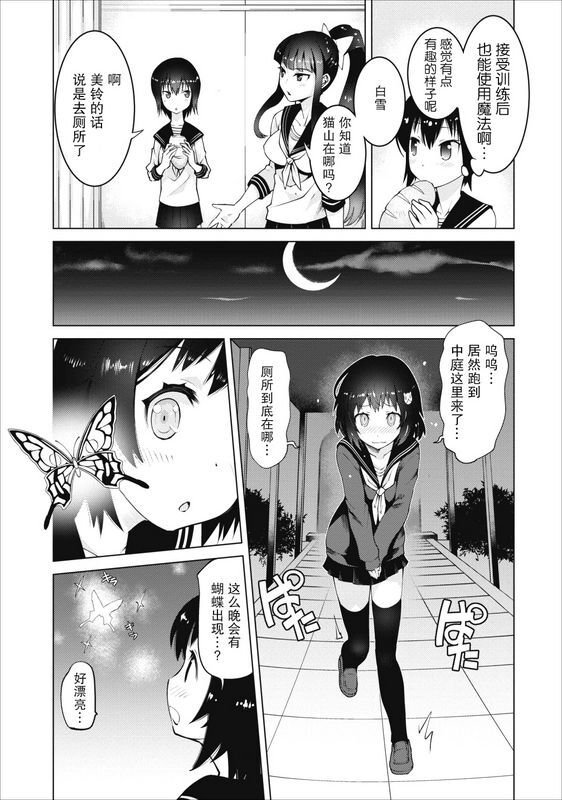 接受训练后
也能使用魔法啊…
感觉有点
有趣的样子呢
白雪
你知道
猫山在哪吗？
啊
美铃的话
说是去厕所了
呜呜…
居然跑到
中庭这里来了…
厕所到底在哪…
ぱた
ぱた
这么晚会有
蝴蝶出现…？
好漂亮…